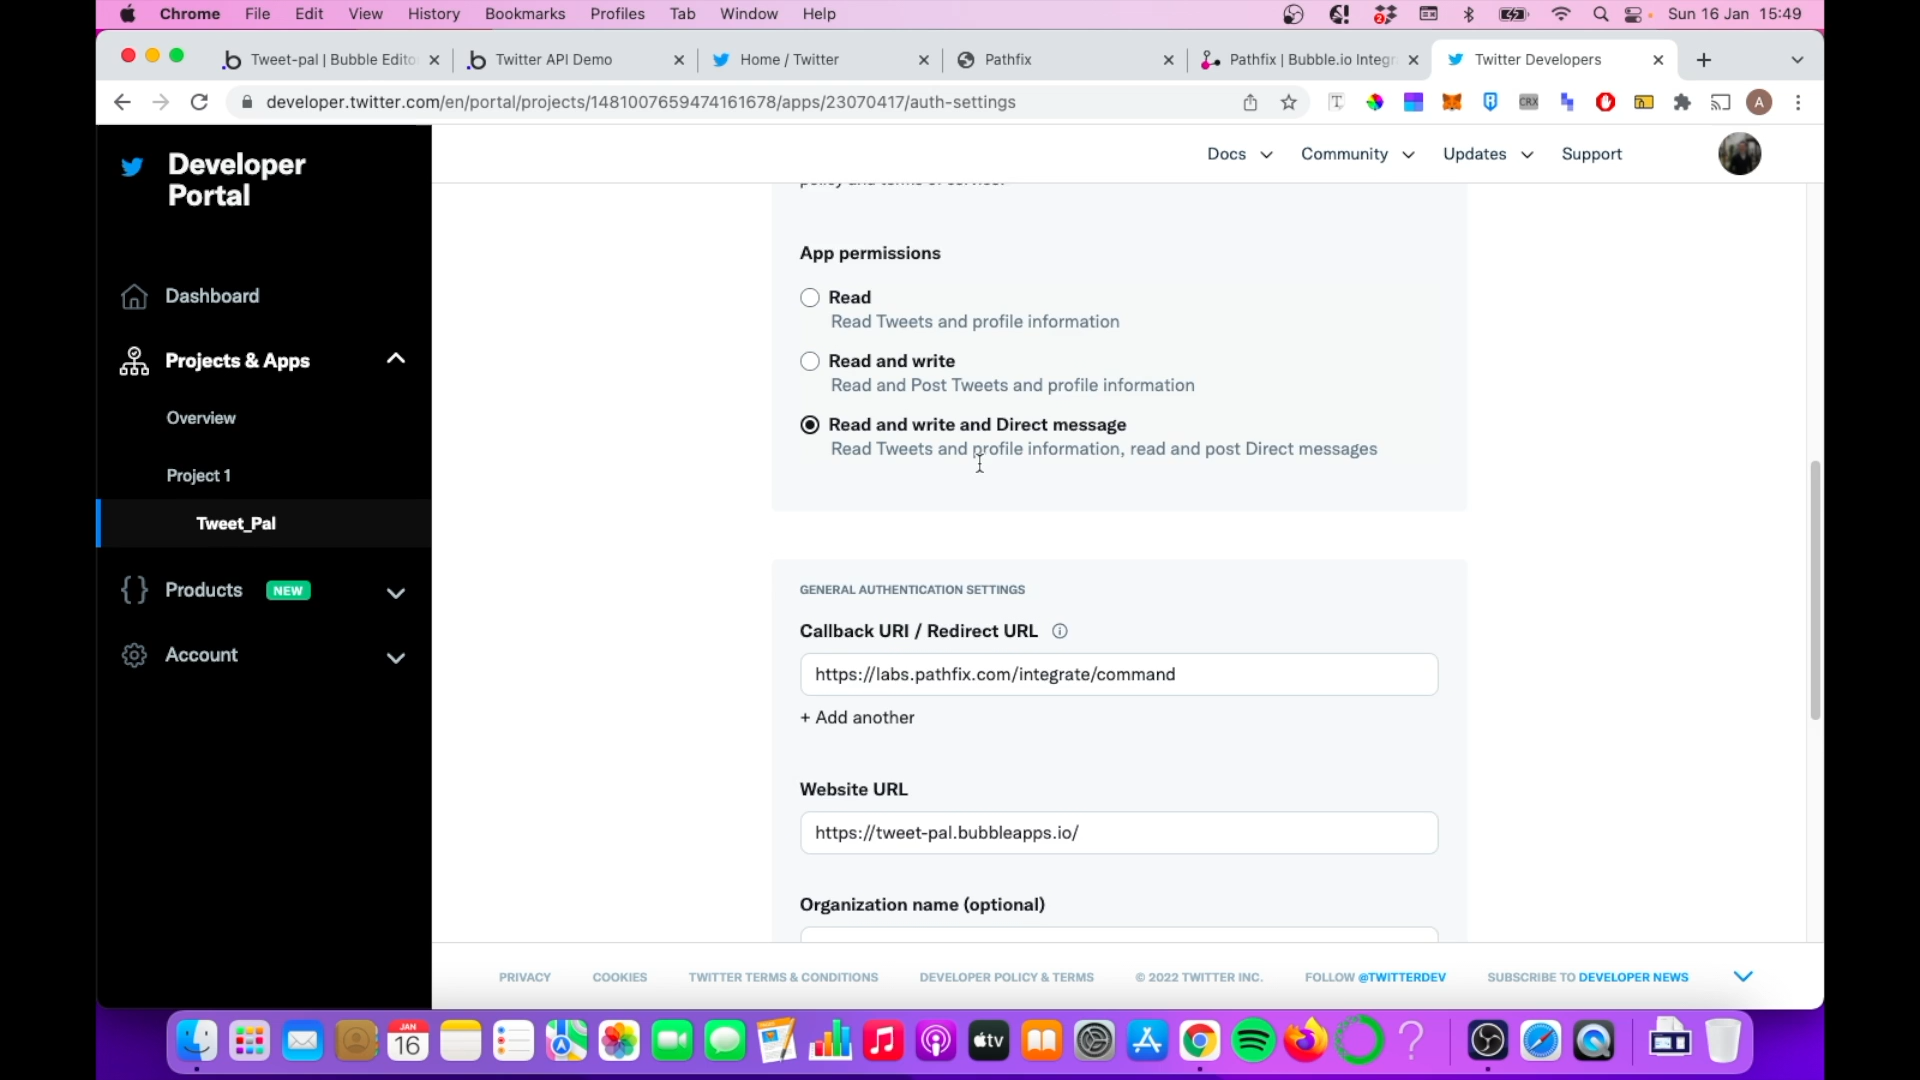 Chrome File Edit View History Bookmarks Profiles Tab Window Help Sun 16 Jan 15:49
Tweet-pal | Bubble Edito Twitter API Demo Home / Twitter Pathfix Pathfix | Bubble.io Integr Twitter Developers
developer.twitter.com/en/portal/projects/1481007659474161678/apps/23070417/auth-settings
CRX
A
Developer
Portal
Docs Community Updates Support
Dashboard
Projects & Apps
Overview
Project 1
Tweet_Pal
Products NEW
Account
policy and terms of service.
App permissions
Read
Read Tweets and profile information
Read and write
Read and Post Tweets and profile information
Read and write and Direct message
Read Tweets and profile information, read and post Direct messages
GENERAL AUTHENTICATION SETTINGS
Callback URI / Redirect URL
https://labs.pathfix.com/integrate/command
+ Add another
Website URL
https://tweet-pal.bubbleapps.io/
Organization name (optional)
PRIVACY COOKIES TWITTER TERMS & CONDITIONS DEVELOPER POLICY & TERMS © 2022 TWITTER INC. FOLLOW @TWITTERDEV SUBSCRIBE TO DEVELOPER NEWS
JAN
16
tv